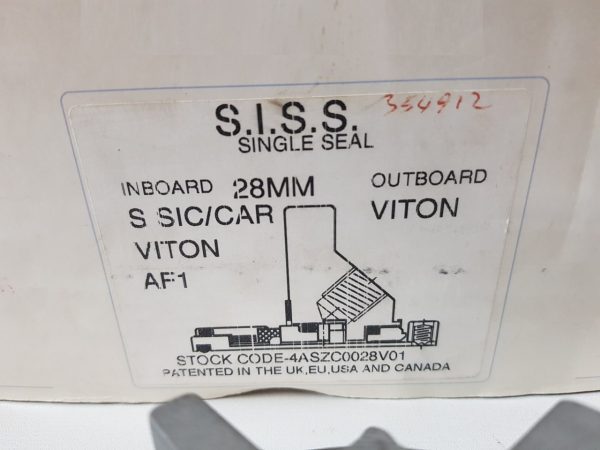 354912
S.I.S.S.
SINGLE SEAL
INBOARD 28MM OUTBOARD
S SIC/CAR VITON
VITON
AF1
STOCK CODE-4ASZC0028V01
PATENTED IN THE UK,EU,USA AND CANADA